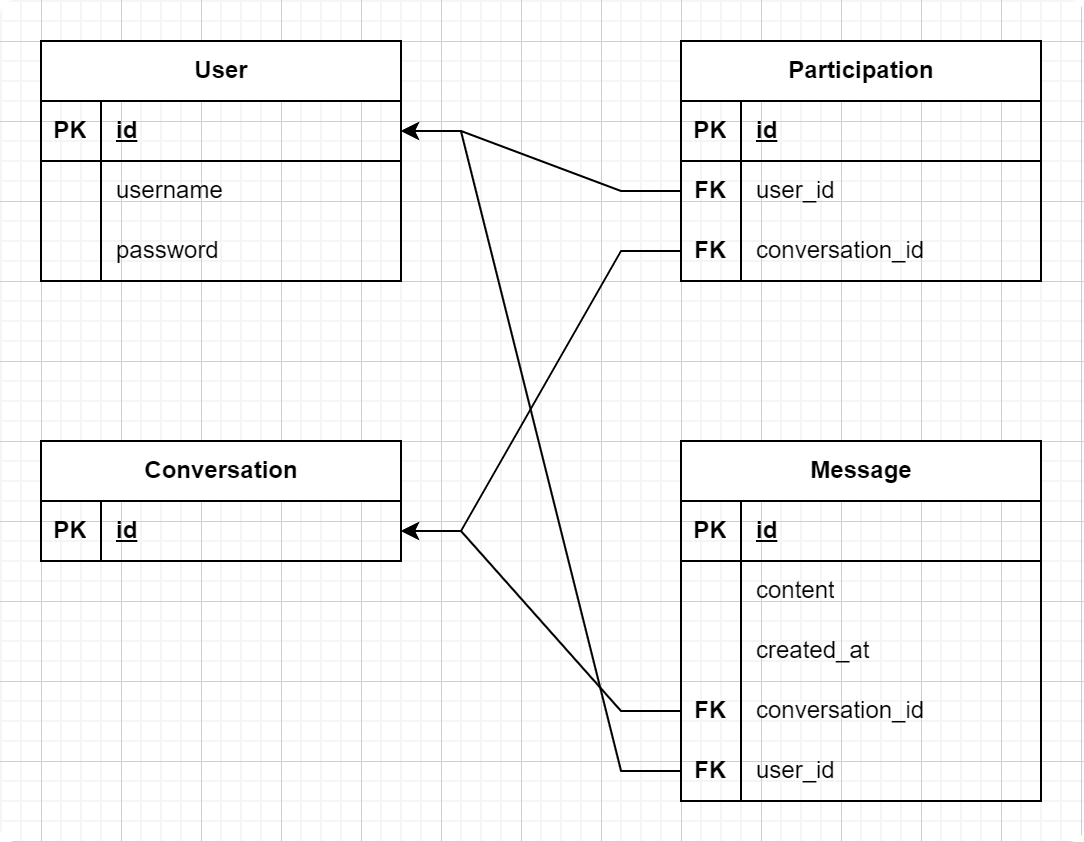 User
PK id
username
password
Participation
PK id
FK user_id
FK conversation_id
Conversation
PK id
Message
PK id
content
created_at
FK conversation_id
FK user_id